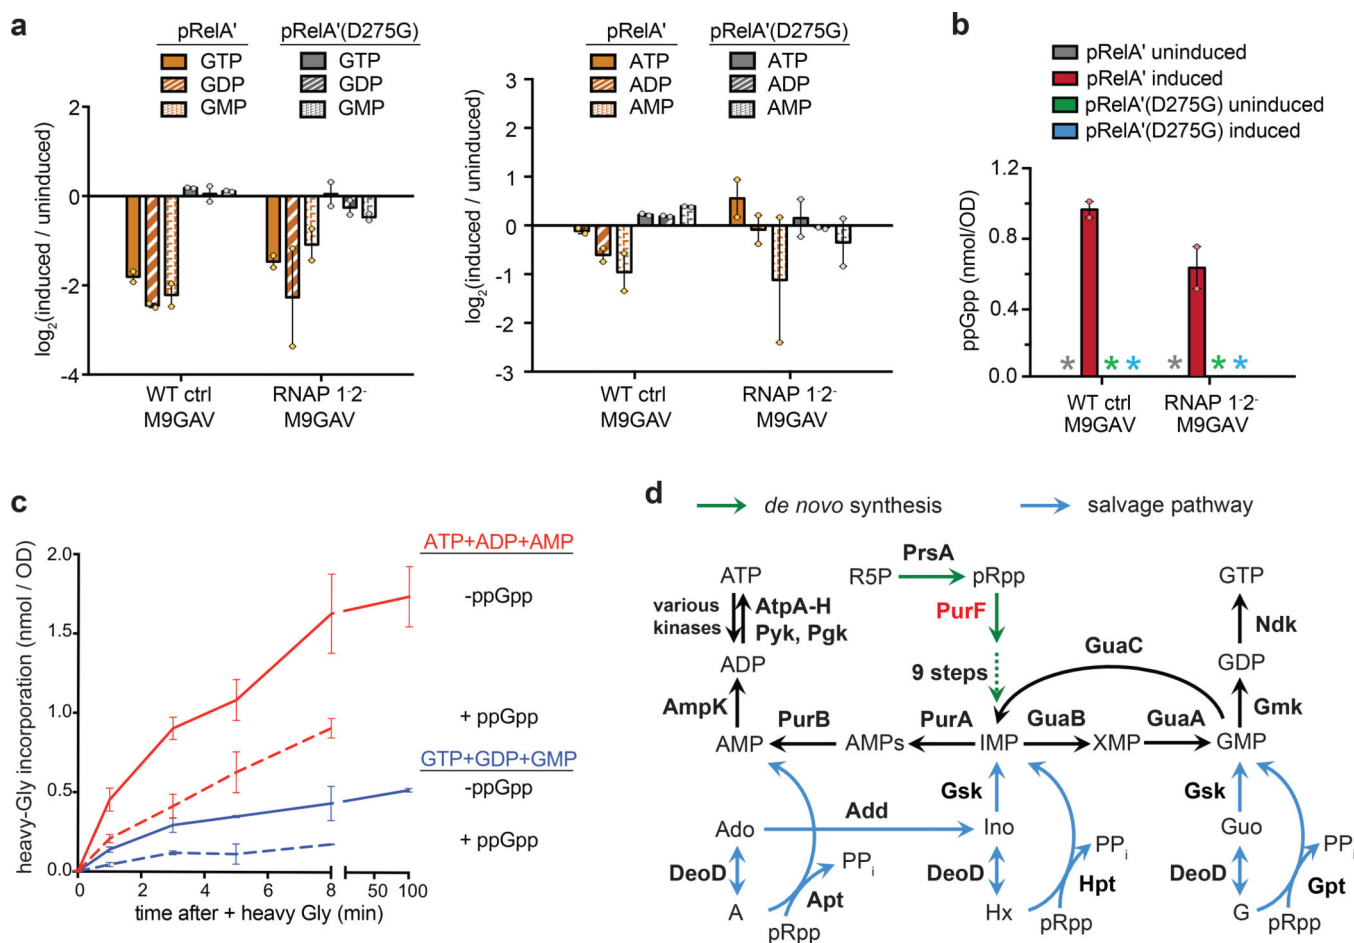 a
pRelA' pRelA'(D275G)
GTP GTP
GDP GDP
GMP GMP
log2(induced / uninduced)
2
0
-2
-4
WT ctrl RNAP 1-2-
M9GAV M9GAV
pRelA' pRelA'(D275G)
ATP ATP
ADP ADP
AMP AMP
log2(induced / uninduced)
3
2
1
0
-1
-2
-3
WT ctrl RNAP 1-2-
M9GAV M9GAV
b
pRelA' uninduced
pRelA' induced
pRelA'(D275G) uninduced
pRelA'(D275G) induced
ppGpp (nmol/OD)
1.2
0.8
0.4
0.0
* * * * * *
WT ctrl RNAP 1-2-
M9GAV M9GAV
c
heavy-Gly incorporation (nmol / OD)
2.0
1.5
1.0
0.5
0.0
0 2 4 6 8 50 100
time after + heavy Gly (min)
ATP+ADP+AMP
-ppGpp
+ ppGpp
GTP+GDP+GMP
-ppGpp
+ ppGpp
d
de novo synthesis salvage pathway
PrsA
ATP R5P pRpp GTP
various AtpA-H PurF
kinases Pyk, Pgk Ndk
GuaC
ADP 9 steps GDP
AmpK PurB PurA GuaB GuaA Gmk
AMP AMPs IMP XMP GMP
Gsk Gsk
Add
Ado Ino Guo
DeoD PPi DeoD PPi DeoD PPi
Apt Hpt Gpt
A Hx G
pRpp pRpp pRpp